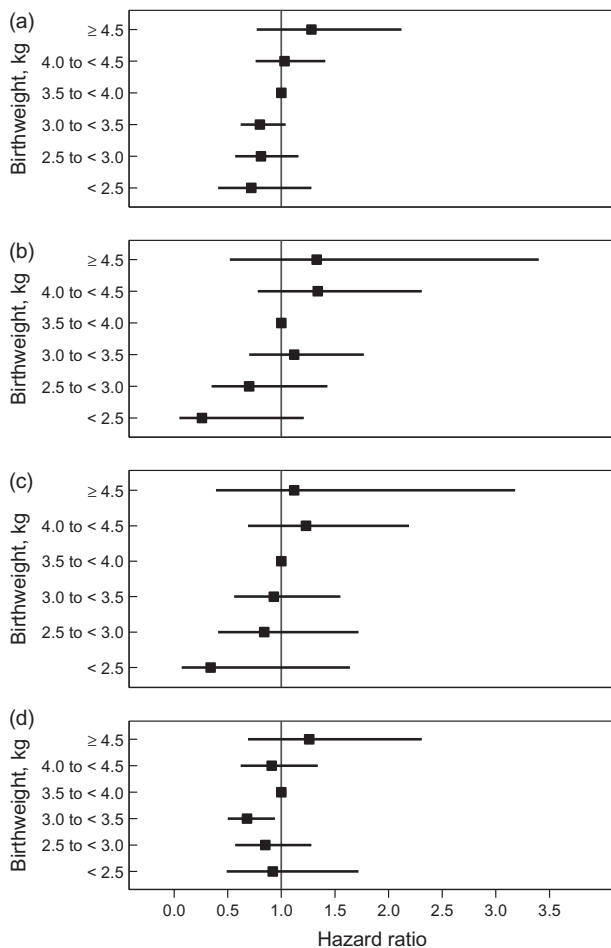 (a)
Birthweight, kg
≥ 4.5
4.0 to < 4.5
3.5 to < 4.0
3.0 to < 3.5
2.5 to < 3.0
< 2.5
(b)
Birthweight, kg
≥ 4.5
4.0 to < 4.5
3.5 to < 4.0
3.0 to < 3.5
2.5 to < 3.0
< 2.5
(c)
Birthweight, kg
≥ 4.5
4.0 to < 4.5
3.5 to < 4.0
3.0 to < 3.5
2.5 to < 3.0
< 2.5
(d)
Birthweight, kg
≥ 4.5
4.0 to < 4.5
3.5 to < 4.0
3.0 to < 3.5
2.5 to < 3.0
< 2.5
0.0 0.5 1.0 1.5 2.0 2.5 3.0 3.5
Hazard ratio